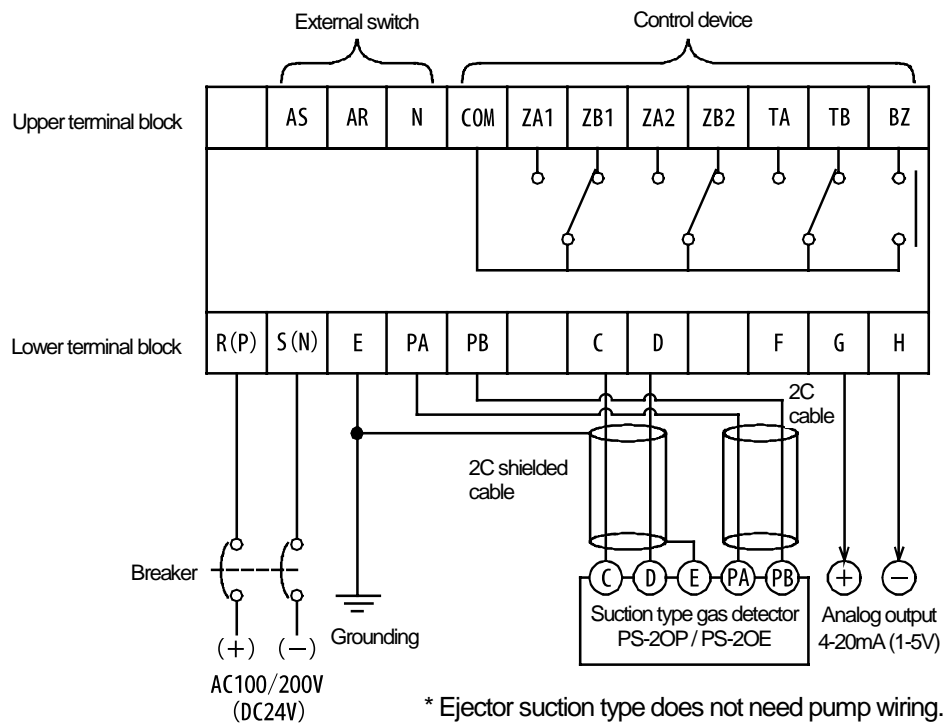 External switch
Control device
Upper terminal block
AS AR N COM ZA1 ZB1 ZA2 ZB2 TA TB BZ
Lower terminal block
R(P) S(N) E PA PB C D F G H
2C
cable
2C shielded
cable
Breaker
C D E PA PB + −
Suction type gas detector
PS-2OP / PS-2OE
Analog output
4-20mA (1-5V)
Grounding
(+) (−)
AC100/200V
(DC24V)
* Ejector suction type does not need pump wiring.